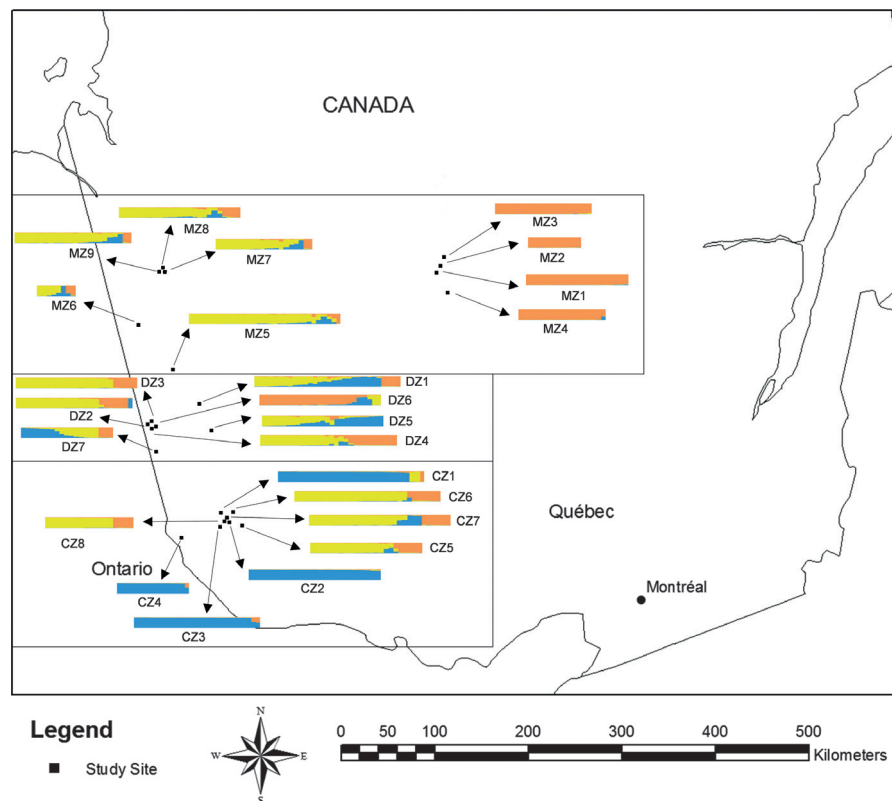 CANADA
MZ8
MZ3
MZ9
MZ7
MZ2
MZ6
MZ1
MZ5
MZ4
DZ3
DZ1
DZ6
DZ2
DZ5
DZ7
DZ4
CZ1
CZ6
Québec
CZ8
CZ7
CZ5
Ontario
CZ2
Montréal
CZ4
CZ3
Legend
Study Site
N
W
E
S
0 50 100 200 300 400 500
Kilometers